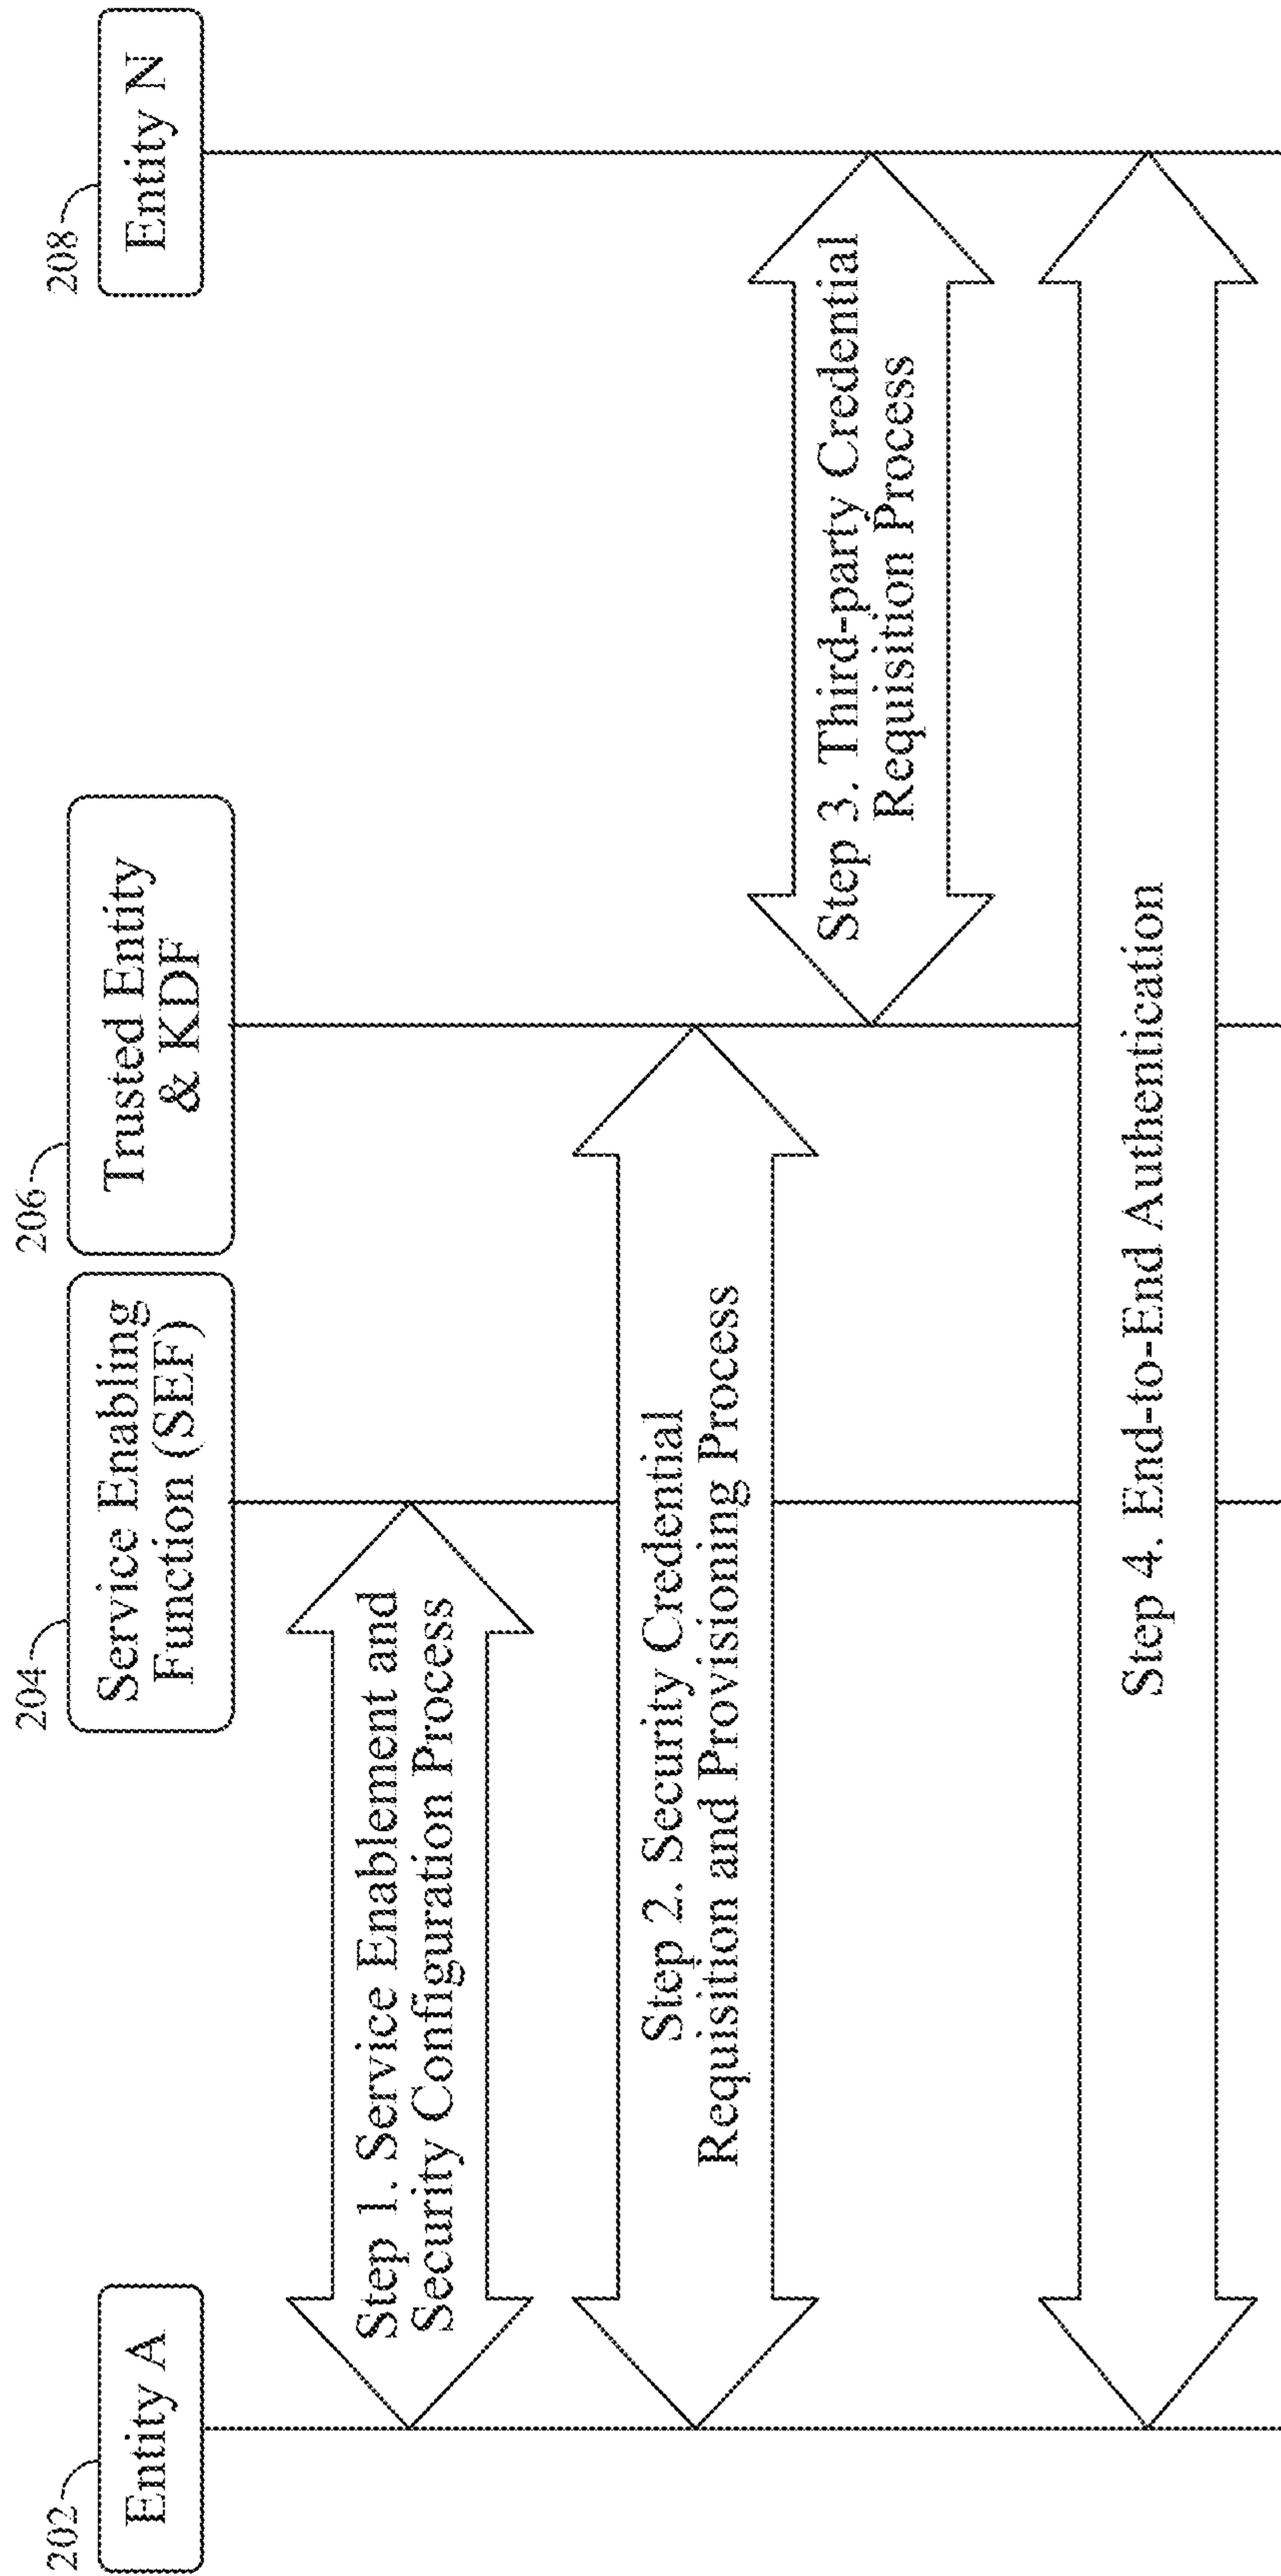 202
Entity A
204
Service Enabling
Function (SEF)
206
Trusted Entity
& KDF
208
Entity N
Step 1. Service Enablement and
Security Configuration Process
Step 2. Security Credential
Requisition and Provisioning Process
Step 3. Third-party Credential
Requisition Process
Step 4. End-to-End Authentication